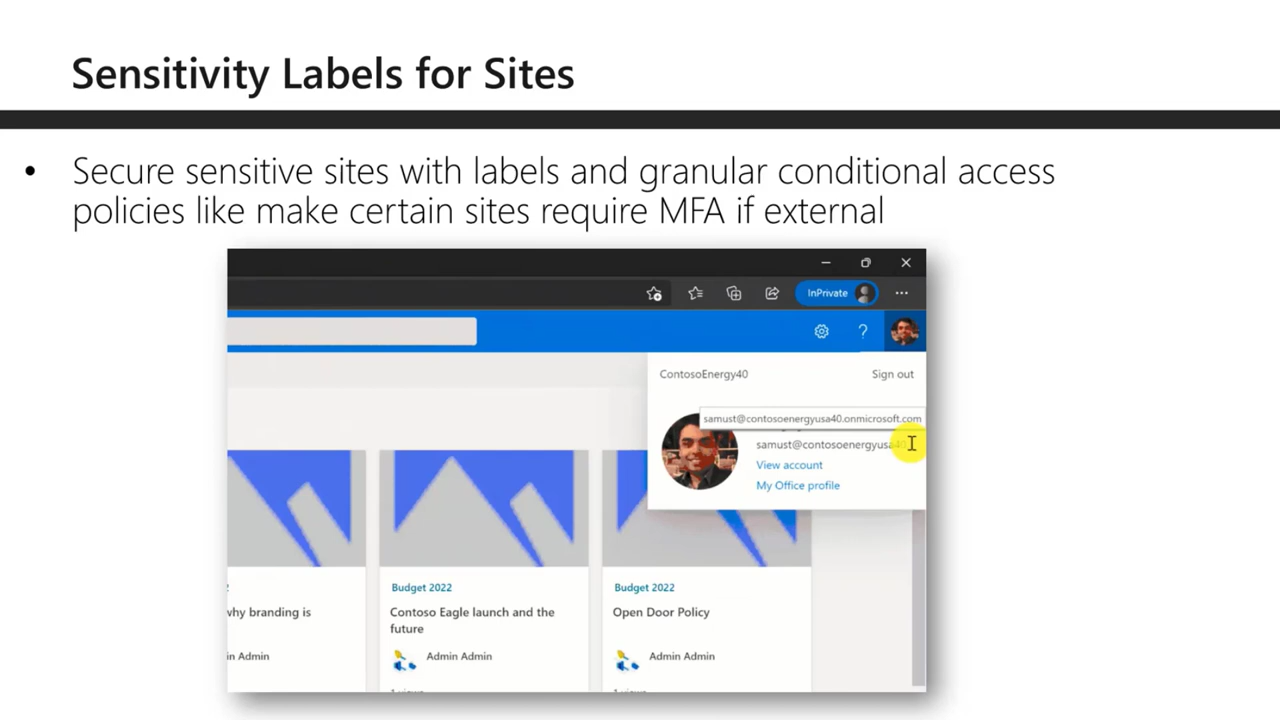 Sensitivity Labels for Sites
• Secure sensitive sites with labels and granular conditional access
policies like make certain sites require MFA if external
InPrivate
ContosoEnergy40 Sign out
samust@contosoenergyusa40.onmicrosoft.com
samust@contosoenergyusa40
View account
My Office profile
Budget 2022 Budget 2022
why branding is Contoso Eagle launch and the Open Door Policy
future
in Admin Admin Admin Admin Admin